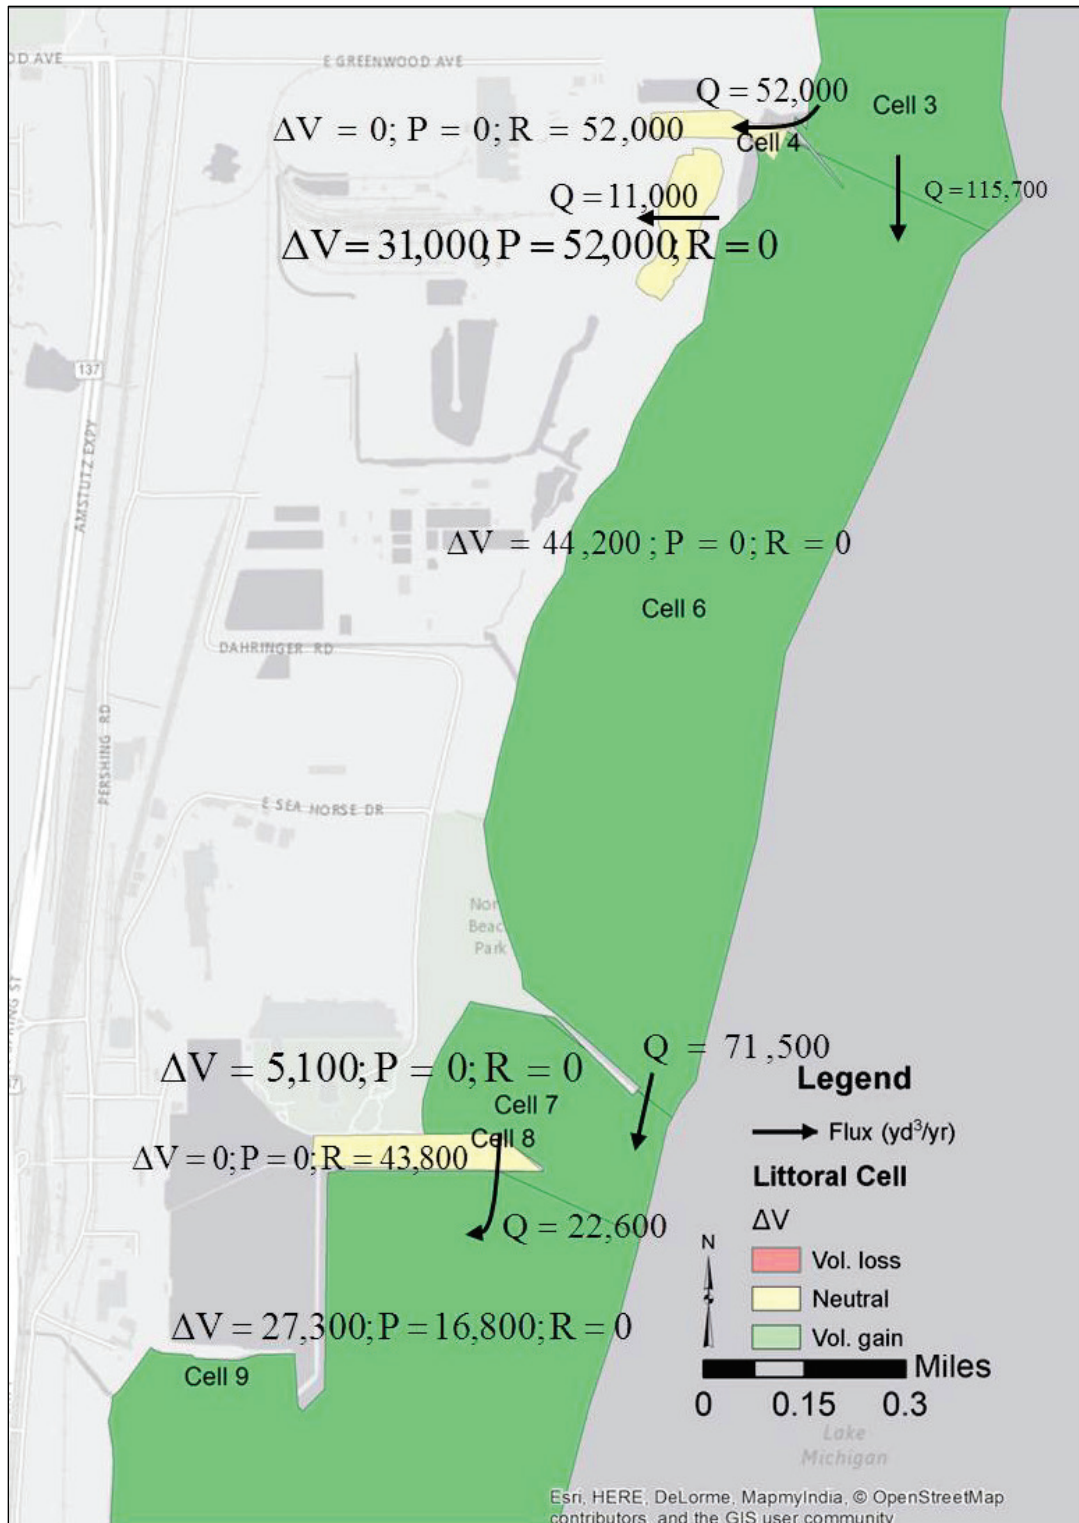 OD AVE
E GREENWOOD AVE
Q = 52,000
Cell 3
ΔV = 0; P = 0; R = 52,000
Cell 4
Q = 115,700
Q = 11,000
ΔV = 31,000; P = 52,000; R = 0
137
AMSTUTZ EXPY
ΔV = 44,200; P = 0; R = 0
Cell 6
DAHRINGER RD
PERSHING RD
E SEA HORSE DR
Nor
Beac
Park
SPRING ST
Q = 71,500
ΔV = 5,100; P = 0; R = 0
Cell 7
Cell 8
ΔV = 0; P = 0; R = 43,800
Q = 22,600
ΔV = 27,300; P = 16,800; R = 0
Cell 9
Legend
Flux (yd³/yr)
Littoral Cell
ΔV
N
Vol. loss
Neutral
Vol. gain
Miles
0 0.15 0.3
Lake
Michigan
Esri, HERE, DeLorme, MapmyIndia, © OpenStreetMap
contributors, and the GIS user community